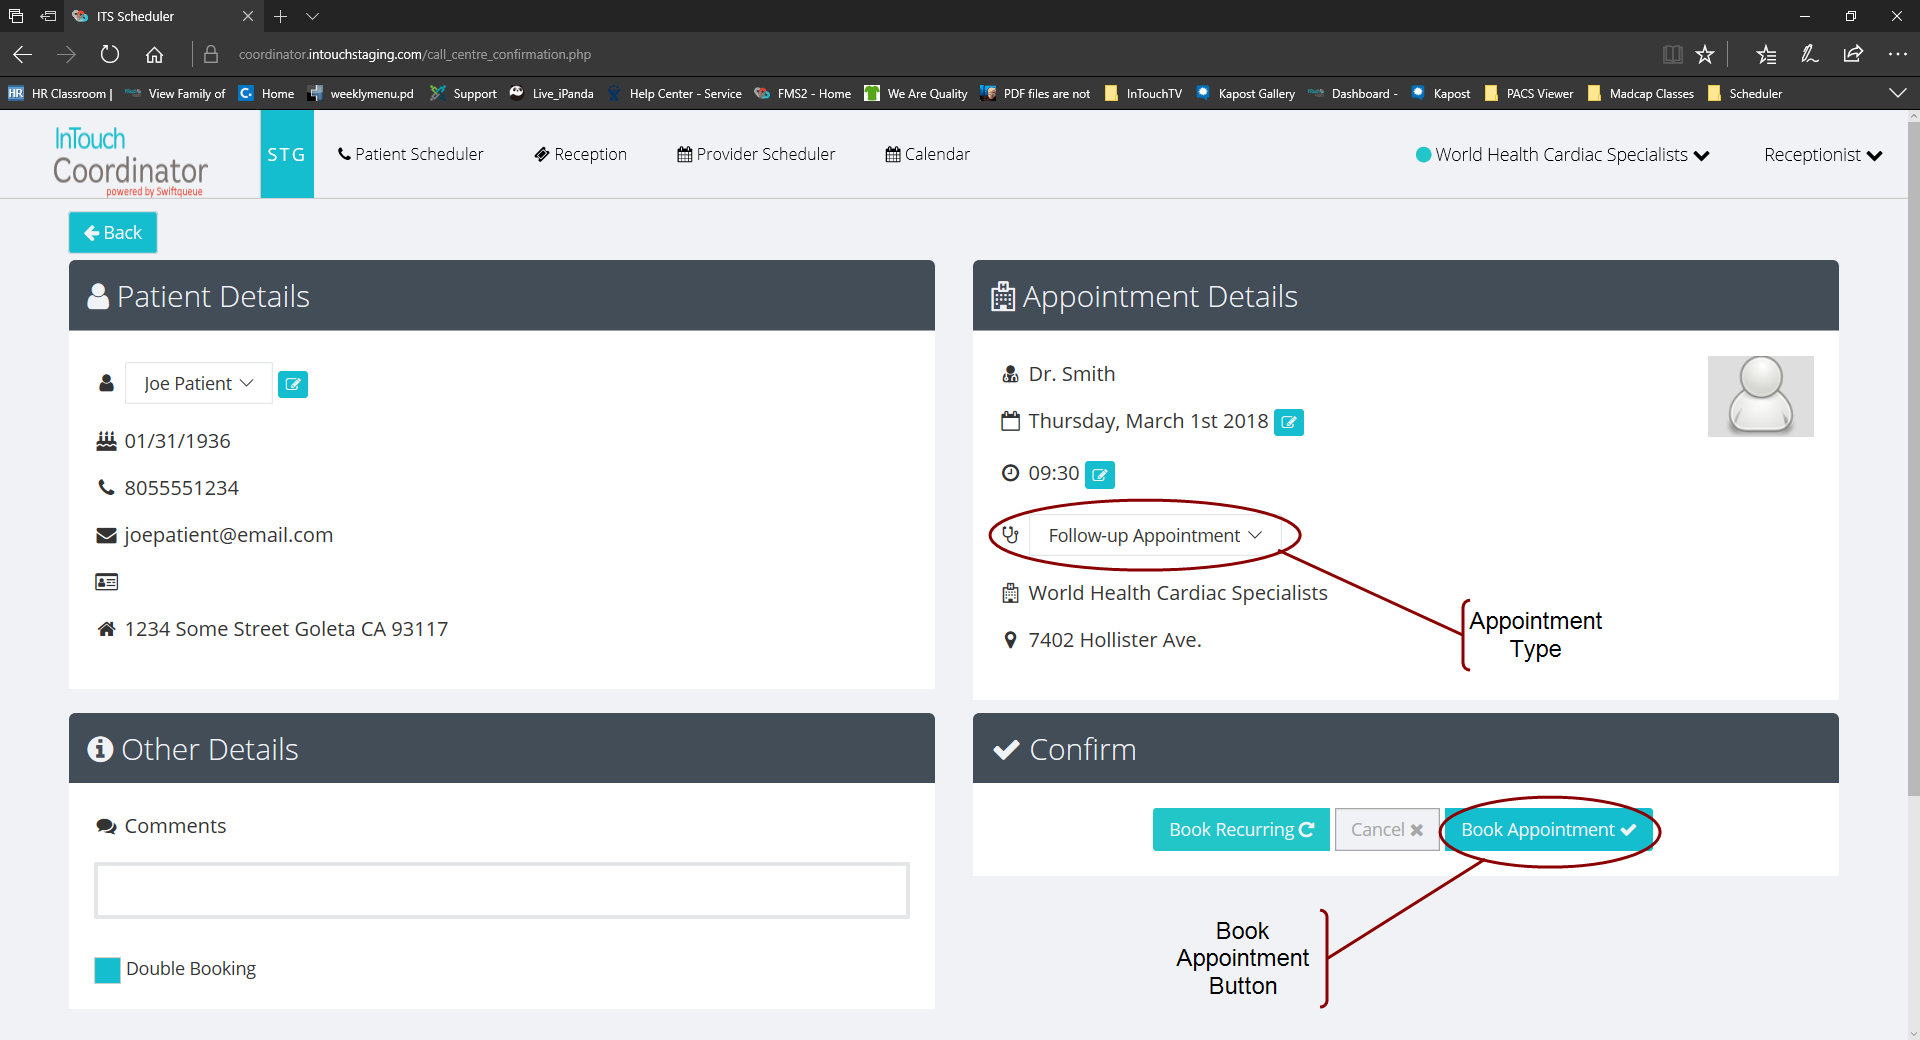 ITS Scheduler
coordinator.intouchstaging.com/call_centre_confirmation.php
HR HR Classroom | View Family of C Home weeklymenu.pd Support Live_iPanda Help Center - Service FMS2 - Home We Are Quality PDF files are not InTouchTV Kapost Gallery Dashboard - Kapost PACS Viewer Madcap Classes Scheduler
InTouch
Coordinator
powered by Swiftqueue
STG Patient Scheduler Reception Provider Scheduler Calendar World Health Cardiac Specialists Receptionist
Back
Patient Details
Joe Patient
01/31/1936
8055551234
joepatient@email.com
1234 Some Street Goleta CA 93117
Appointment Details
Dr. Smith
Thursday, March 1st 2018
09:30
Follow-up Appointment
World Health Cardiac Specialists
7402 Hollister Ave.
Appointment
Type
Other Details
Comments
Double Booking
Confirm
Book Recurring Cancel Book Appointment
Book
Appointment
Button